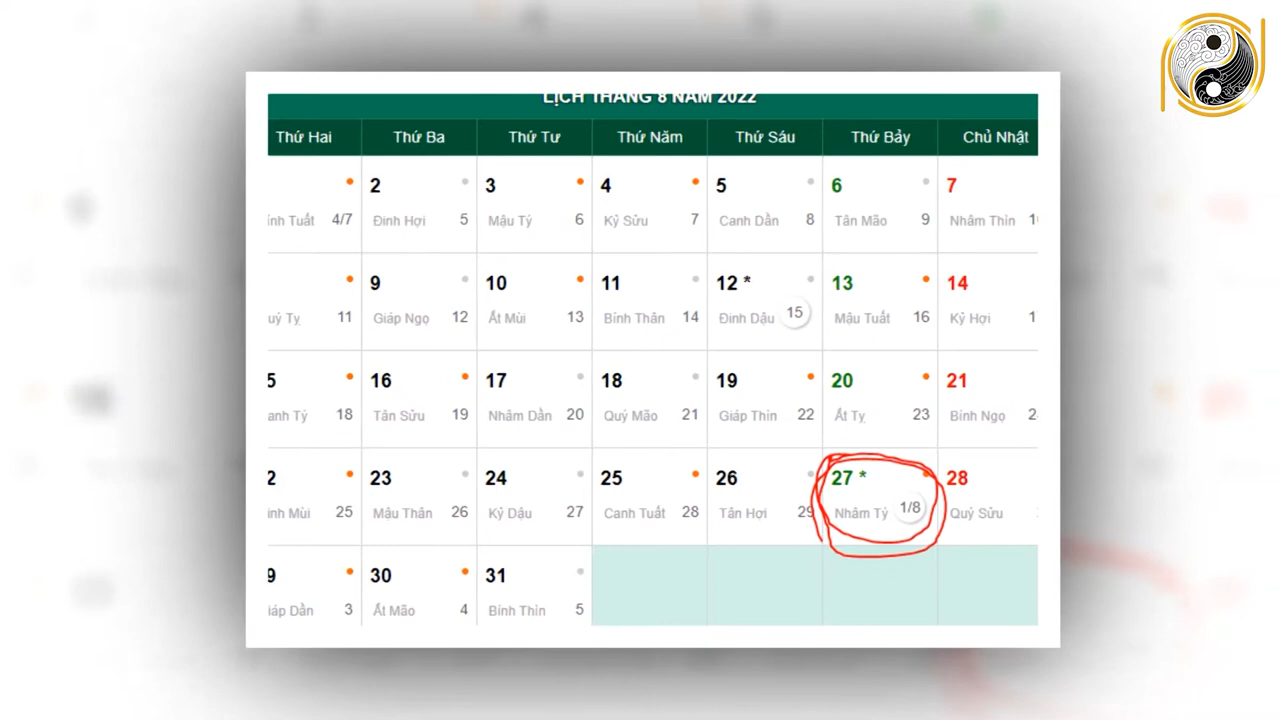 LỊCH THÁNG 8 NĂM 2022
Thứ Hai Thứ Ba Thứ Tư Thứ Năm Thứ Sáu Thứ Bảy Chủ Nhật
2 3 4 5 6 7
4/7 Đinh Hợi 5 Mậu Tý 6 Kỷ Sửu 7 Canh Dần 8 Tân Mão 9 Nhâm Thìn
9 10 11 12 * 13 14
11 Giáp Ngọ 12 Ất Mùi 13 Bính Thân 14 Đinh Dậu 15 Mậu Tuất 16 Kỷ Hợi
16 17 18 19 20 21
18 Tân Sửu 19 Nhâm Dần 20 Quý Mão 21 Giáp Thìn 22 Ất Tỵ 23 Bính Ngọ
23 24 25 26 27 * 28
25 Mậu Thân 26 Kỷ Dậu 27 Canh Tuất 28 Tân Hợi 29 Nhâm Tý 1/8 Quý Sửu
30 31
3 Ất Mão 4 Bính Thìn 5